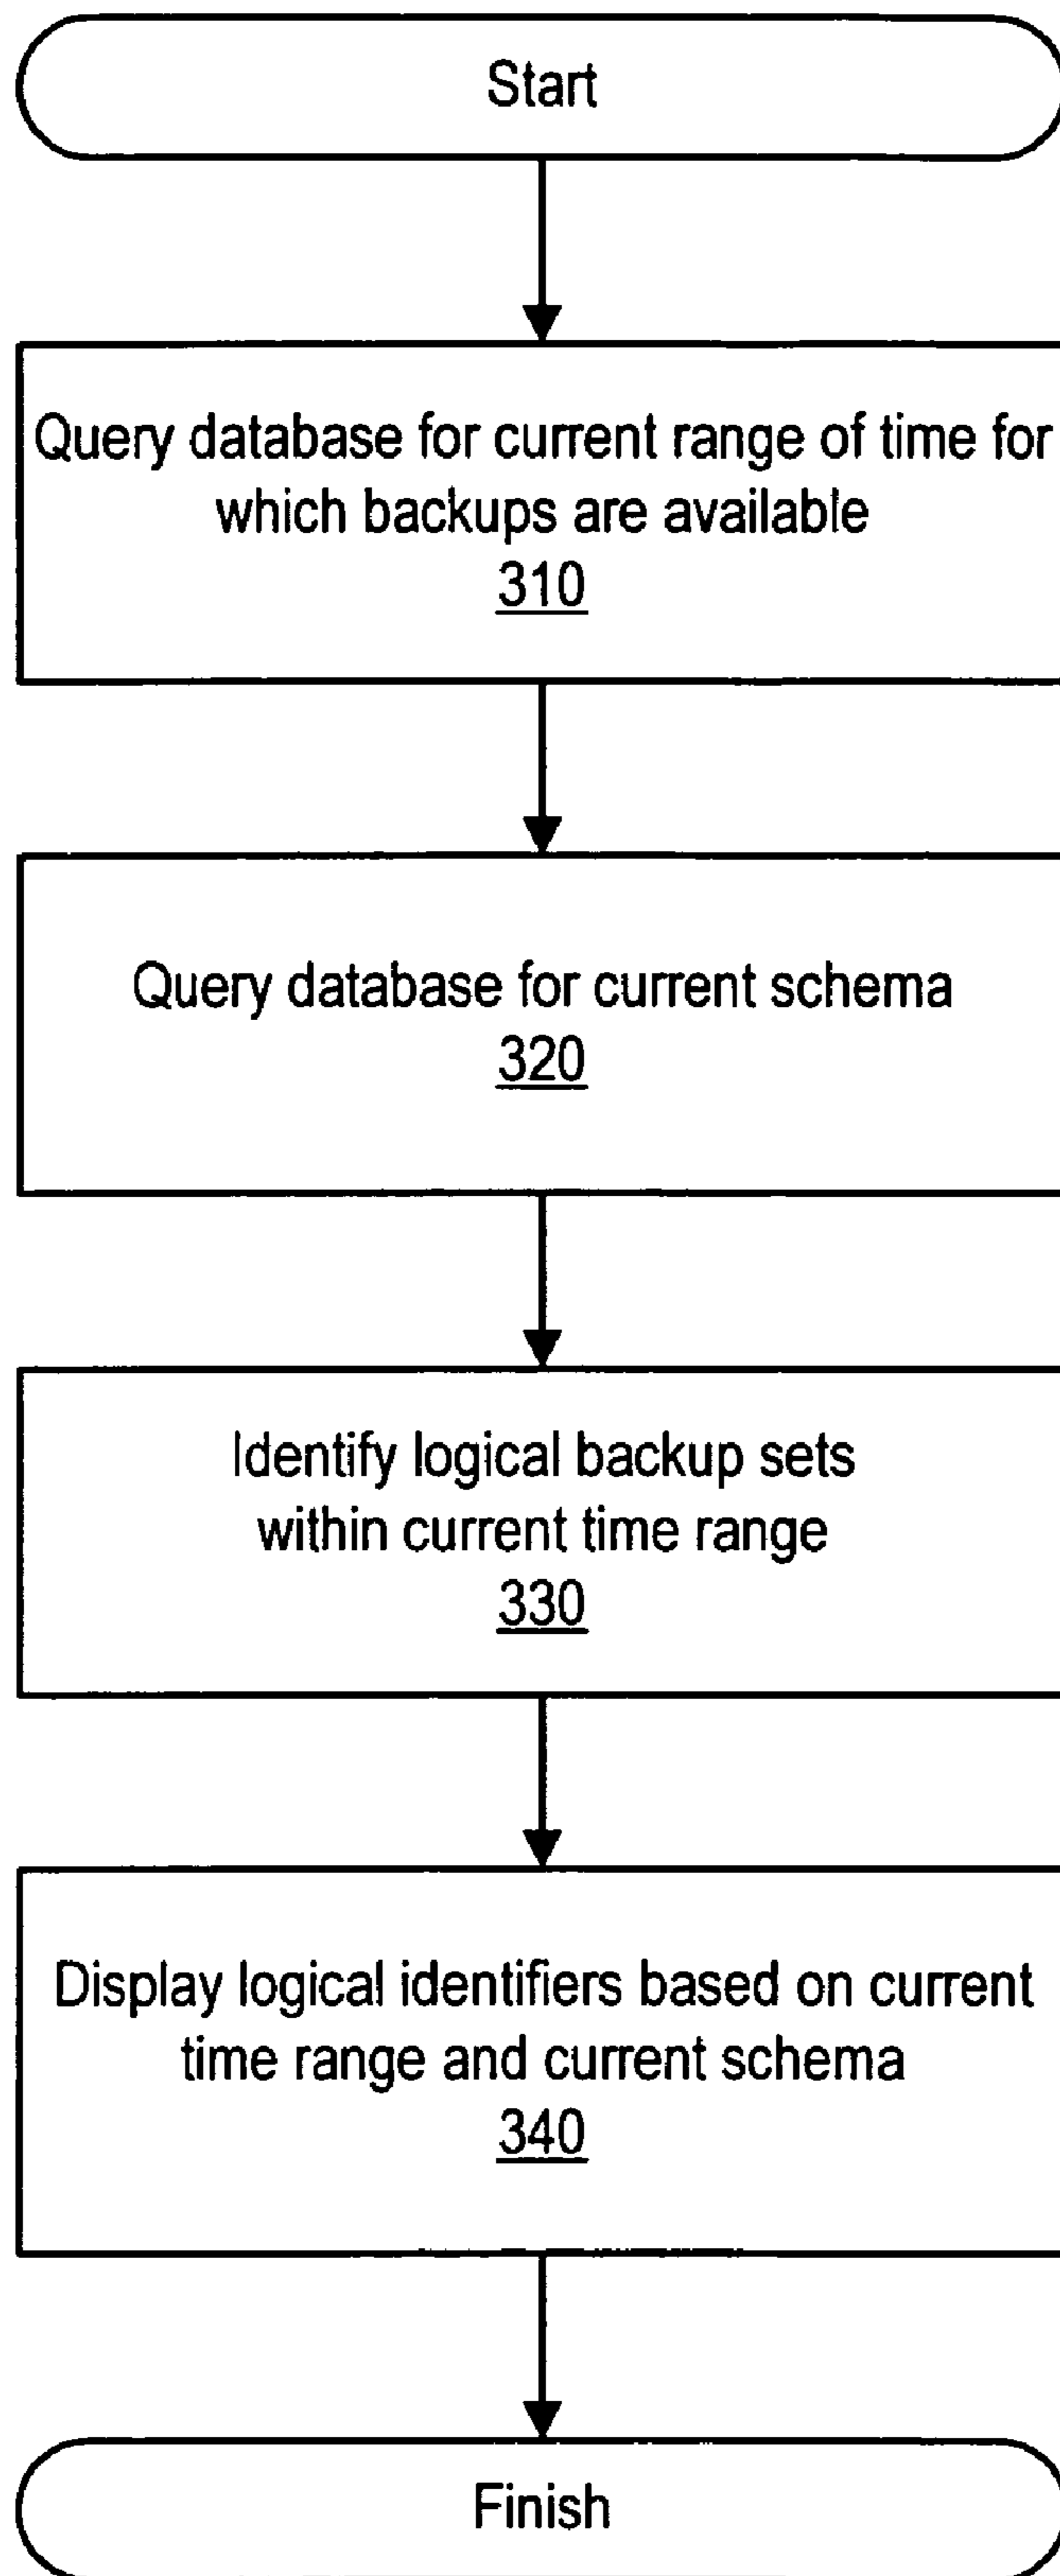 Start
Query database for current range of time for
which backups are available
310
Query database for current schema
320
Identify logical backup sets
within current time range
330
Display logical identifiers based on current
time range and current schema
340
Finish